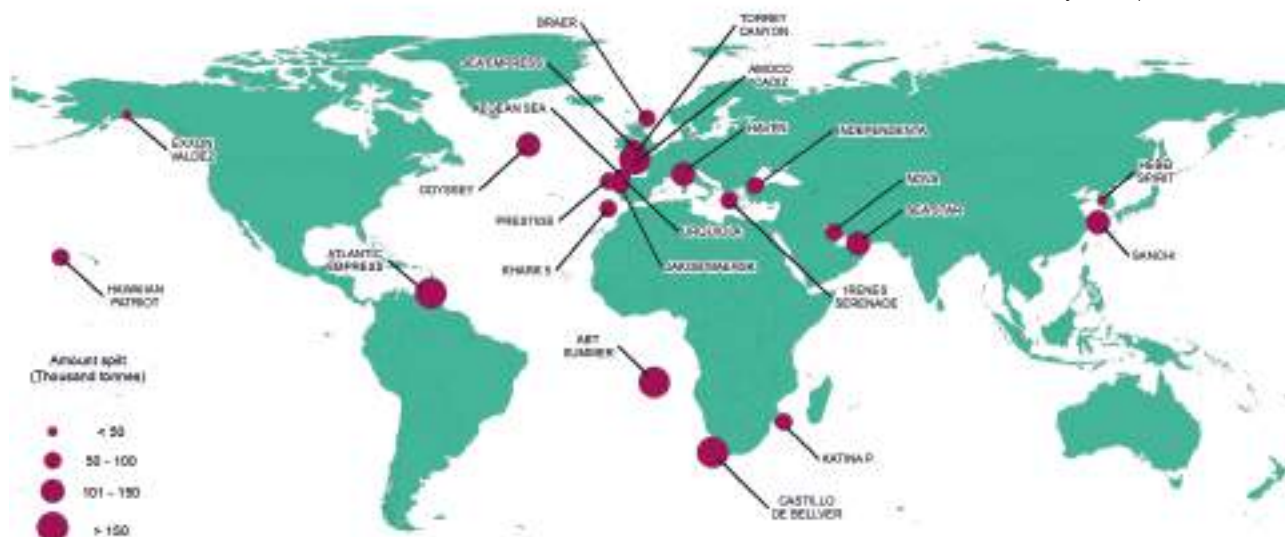 BRAER
TORREY
CANYON
SEA EMPRESS
AMOCO
CADIZ
AEGEAN SEA
HAVEN
INDEPENDENTA
EXXON
VALDEZ
ODYSSEY
NOVA
HEBEI
SPIRIT
SEA STAR
PRESTIGE
URQUIOLA
SANCHI
KHARK 5
JAKOB MAERSK
ATLANTIC
EMPRESS
HAWAIIAN
PATRIOT
IRENES
SERENADE
ABT
SUMMER
Amount spilt
(Thousand tonnes)
< 50
50 - 100
101 - 150
> 150
KATINA P.
CASTILLO
DE BELLVER